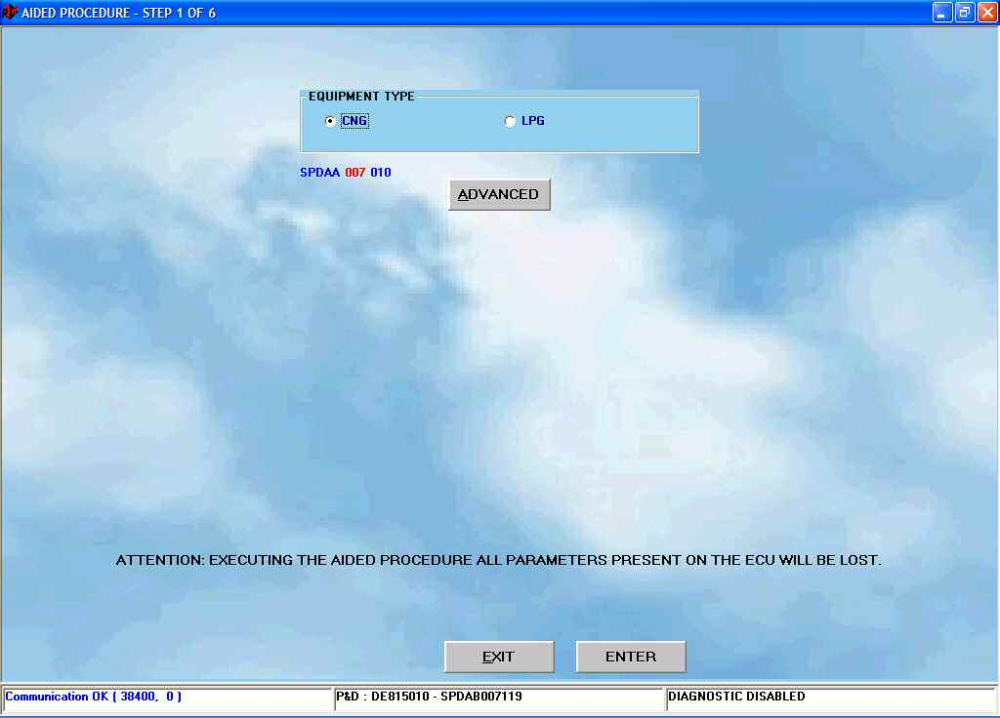 AIDED PROCEDURE - STEP 1 OF 6
EQUIPMENT TYPE
CNG LPG
SPDAA 007 010
ADVANCED
ATTENTION: EXECUTING THE AIDED PROCEDURE ALL PARAMETERS PRESENT ON THE ECU WILL BE LOST.
EXIT ENTER
Communication OK ( 38400, 0 ) P&D : DE815010 - SPDAB007119 DIAGNOSTIC DISABLED